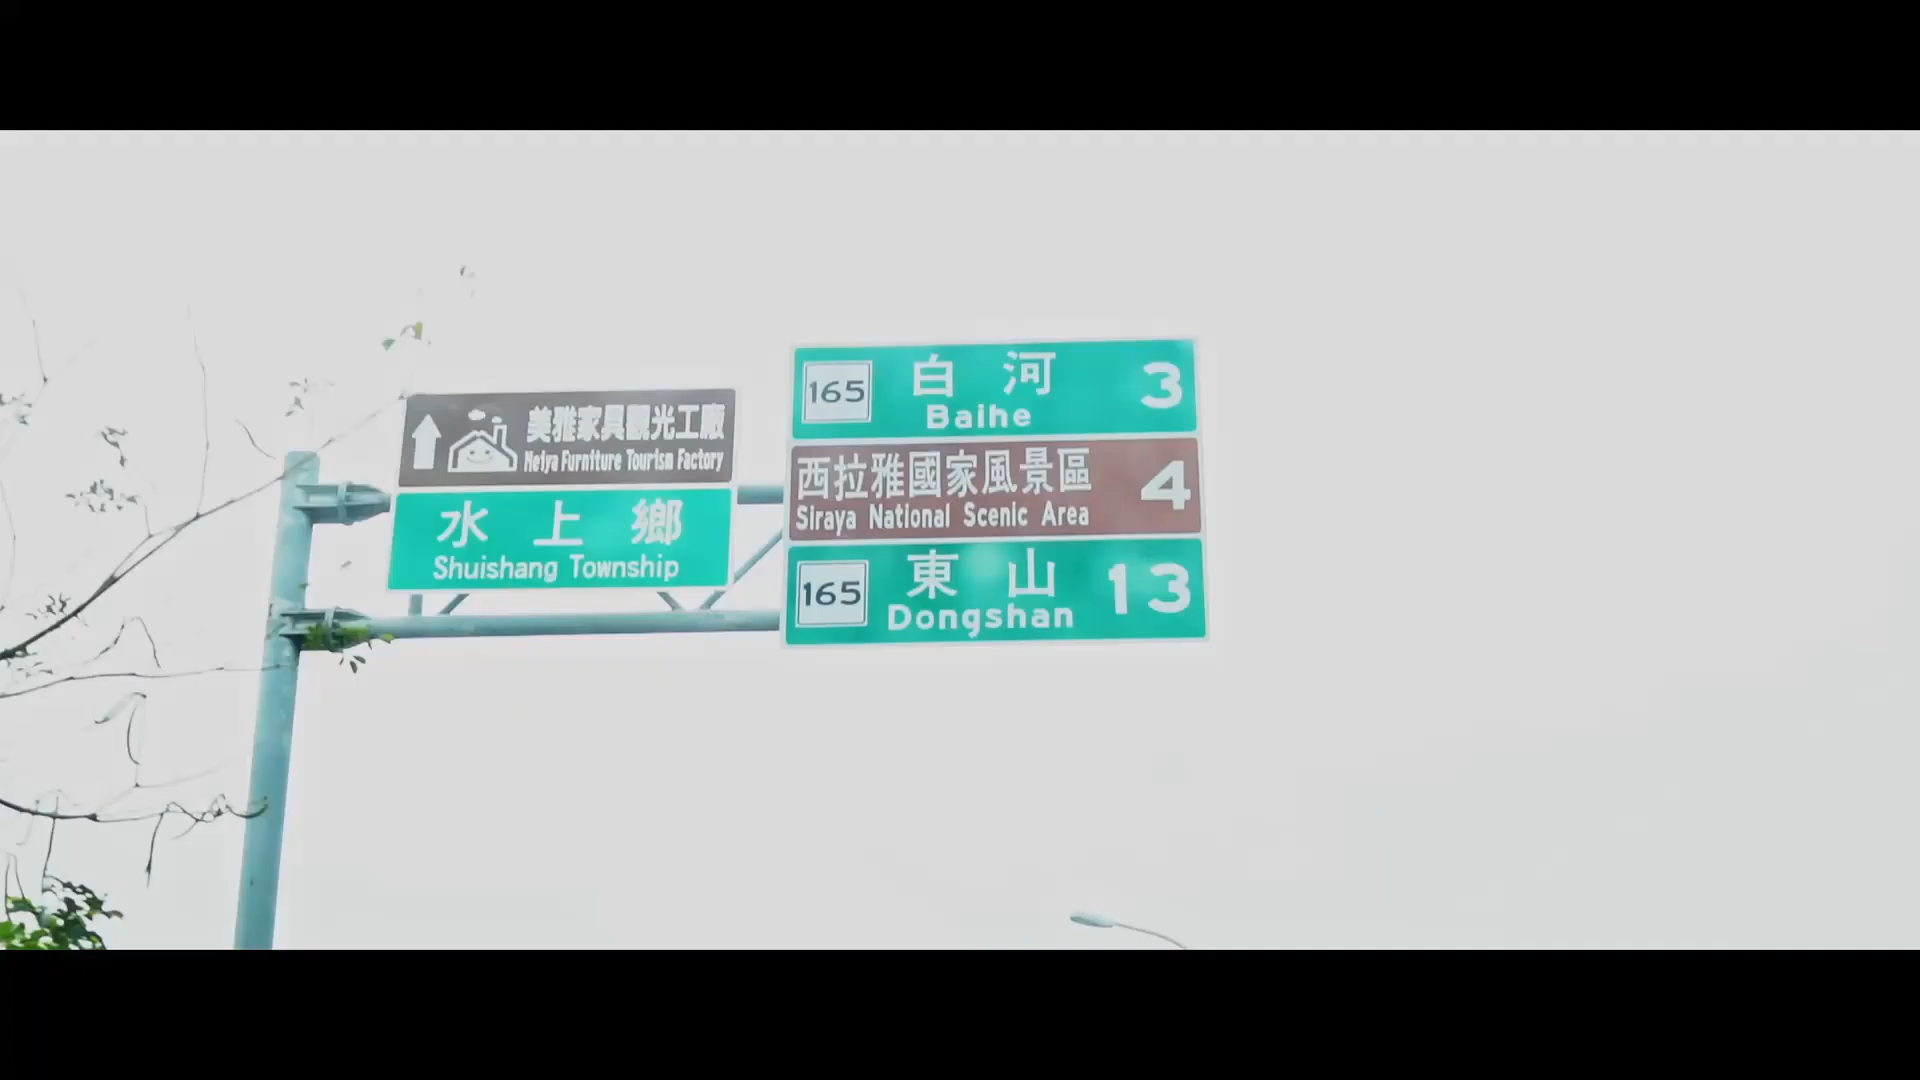 美雅家具觀光工廠
Meiya Furniture Tourism Factory
水上鄉
Shuishang Township
165 白河 3
Baihe
西拉雅國家風景區 4
Siraya National Scenic Area
165 東山 13
Dongshan